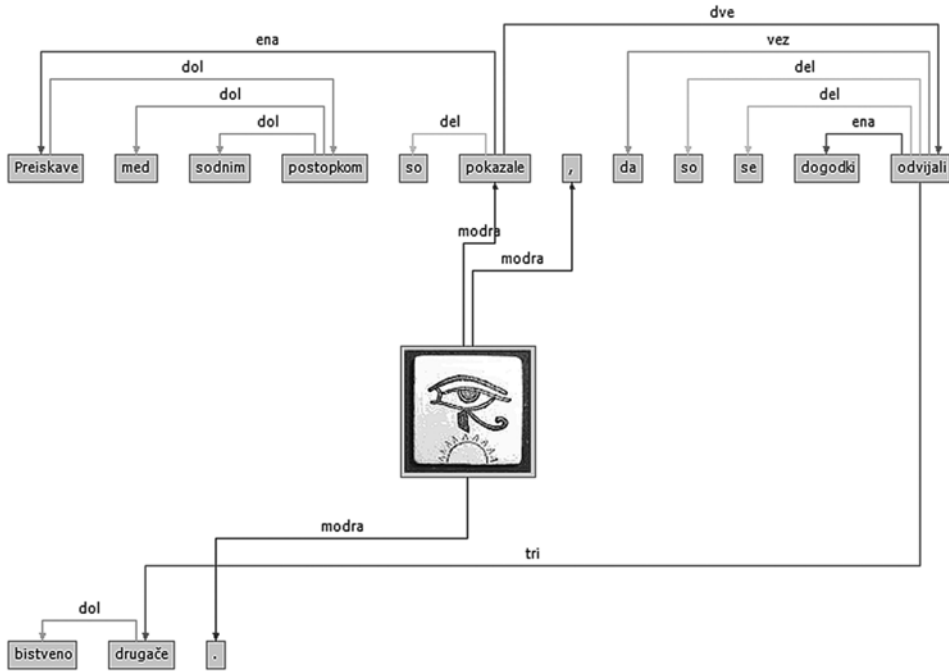 dve
ena vez
dol del
dol del
dol del ena
Preiskave med sodnim postopkom so pokazale , da so se dogodki odvijali
modra
modra
modra
tri
dol
bistveno drugače .